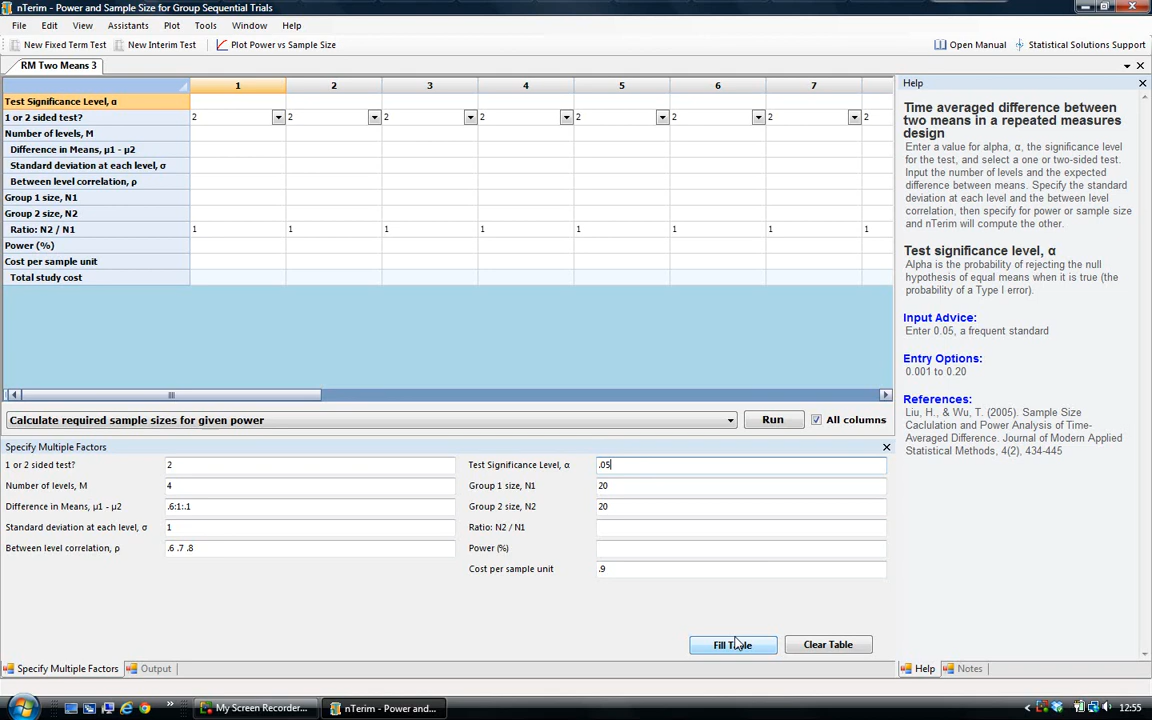 nTerim - Power and Sample Size for Group Sequential Trials
File Edit View Assistants Plot Tools Window Help
New Fixed Term Test New Interim Test Plot Power vs Sample Size Open Manual Statistical Solutions Support
RM Two Means 3
1 2 3 4 5 6 7
Test Significance Level, α
1 or 2 sided test? 2 2 2 2 2 2 2 2
Number of levels, M
Difference in Means, µ1 - µ2
Standard deviation at each level, σ
Between level correlation, ρ
Group 1 size, N1
Group 2 size, N2
Ratio: N2 / N1 1 1 1 1 1 1 1 1
Power (%)
Cost per sample unit
Total study cost
Calculate required sample sizes for given power Run All columns
Specify Multiple Factors
1 or 2 sided test? 2 Test Significance Level, α .05
Number of levels, M 4 Group 1 size, N1 20
Difference in Means, µ1 - µ2 .6:1:.1 Group 2 size, N2 20
Standard deviation at each level, σ 1 Ratio: N2 / N1
Between level correlation, ρ .6 .7 .8 Power (%)
Cost per sample unit .9
Fill Table Clear Table
Specify Multiple Factors Output
Help
Time averaged difference between
two means in a repeated measures
design
Enter a value for alpha, α, the significance level
for the test, and select a one or two-sided test.
Input the number of levels and the expected
difference between means. Specify the standard
deviation at each level and the between level
correlation, then specify for power or sample size
and nTerim will compute the other.
Test significance level, α
Alpha is the probability of rejecting the null
hypothesis of equal means when it is true (the
probability of a Type I error).
Input Advice:
Enter 0.05, a frequent standard
Entry Options:
0.001 to 0.20
References:
Liu, H., & Wu, T. (2005). Sample Size
Caclulation and Power Analysis of Time-
Averaged Difference. Journal of Modern Applied
Statistical Methods, 4(2), 434-445
Help Notes
My Screen Recorder... nTerim - Power and... 12:55